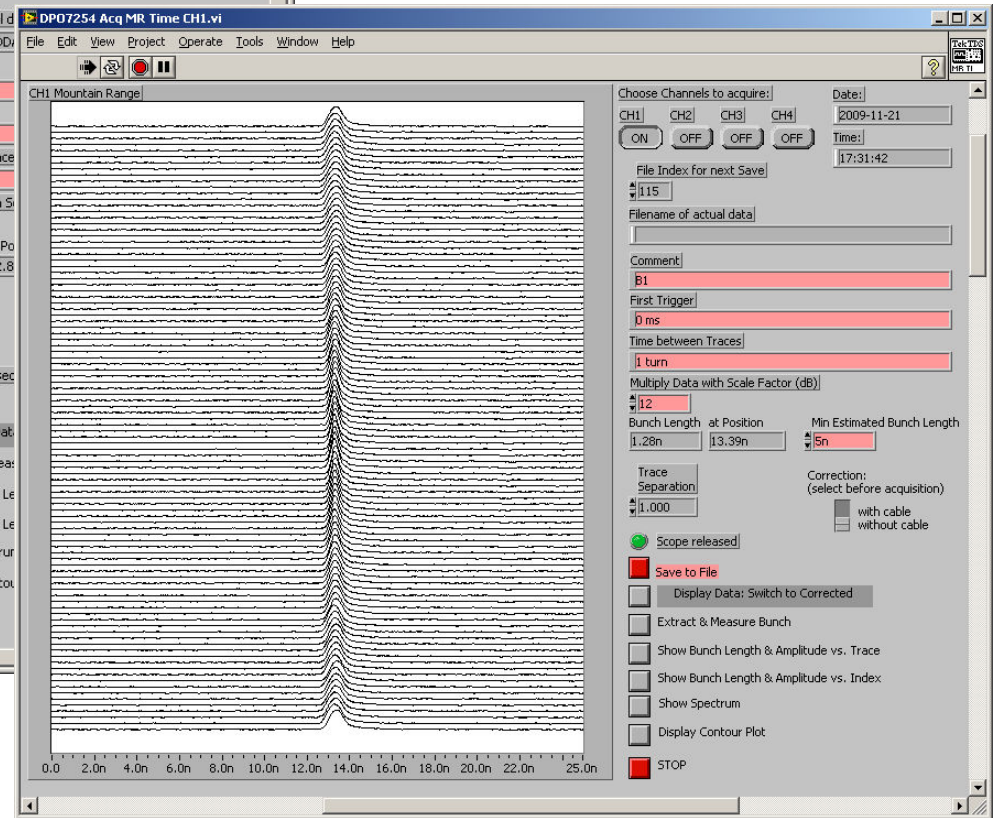 DPO7254 Acq MR Time CH1.vi
File Edit View Project Operate Tools Window Help
Tek TDS
MR TI
CH1 Mountain Range
0.0 2.0n 4.0n 6.0n 8.0n 10.0n 12.0n 14.0n 16.0n 18.0n 20.0n 22.0n 25.0n
Choose Channels to acquire:
CH1 CH2 CH3 CH4
ON OFF OFF OFF
Date:
2009-11-21
Time:
17:31:42
File Index for next Save
115
Filename of actual data
Comment
B1
First Trigger
0 ms
Time between Traces
1 turn
Multiply Data with Scale Factor (dB)
12
Bunch Length at Position Min Estimated Bunch Length
1.28n 13.39n 5n
Trace
Separation
1.000
Correction:
(select before acquisition)
with cable
without cable
Scope released
Save to File
Display Data: Switch to Corrected
Extract & Measure Bunch
Show Bunch Length & Amplitude vs. Trace
Show Bunch Length & Amplitude vs. Index
Show Spectrum
Display Contour Plot
STOP